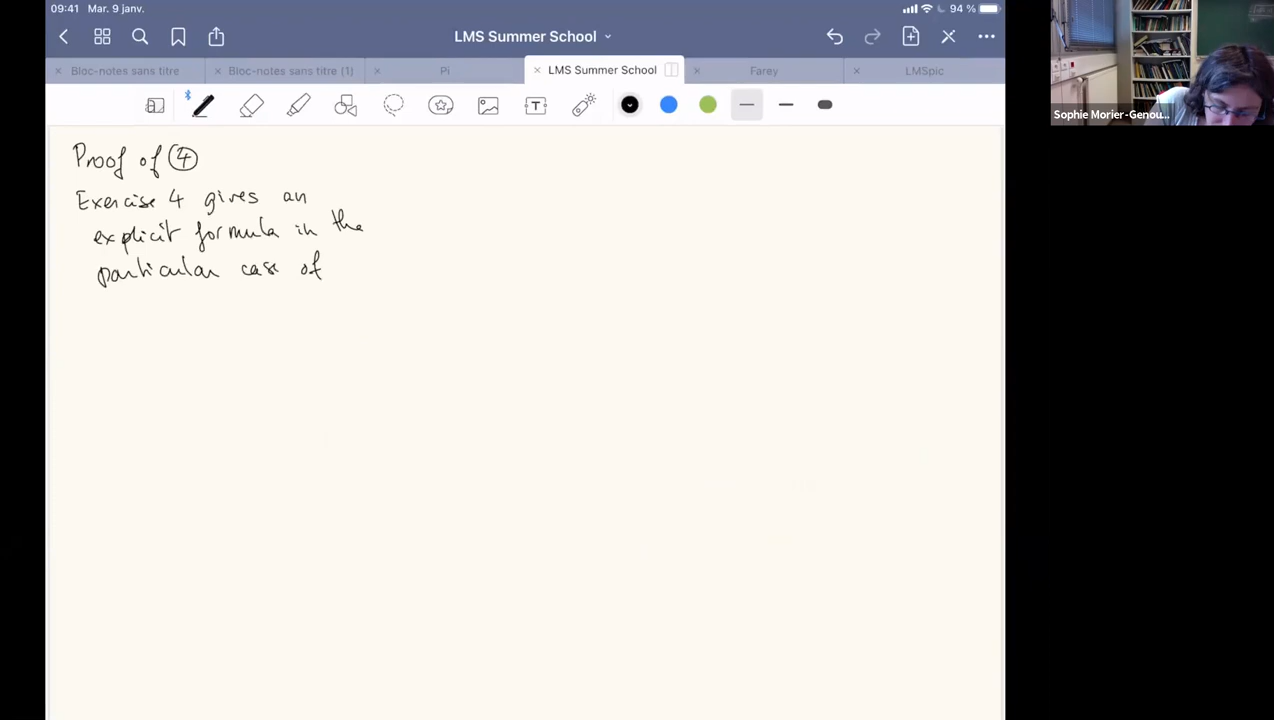 09:41 Mar. 9 janv.
94 %
LMS Summer School
Bloc-notes sans titre
Bloc-notes sans titre (1)
Pi
LMS Summer School
Farey
LMSpic
T
Sophie Morier-Genou...
Proof of ④
Exercise 4 gives an
explicit formula in the
particular case of